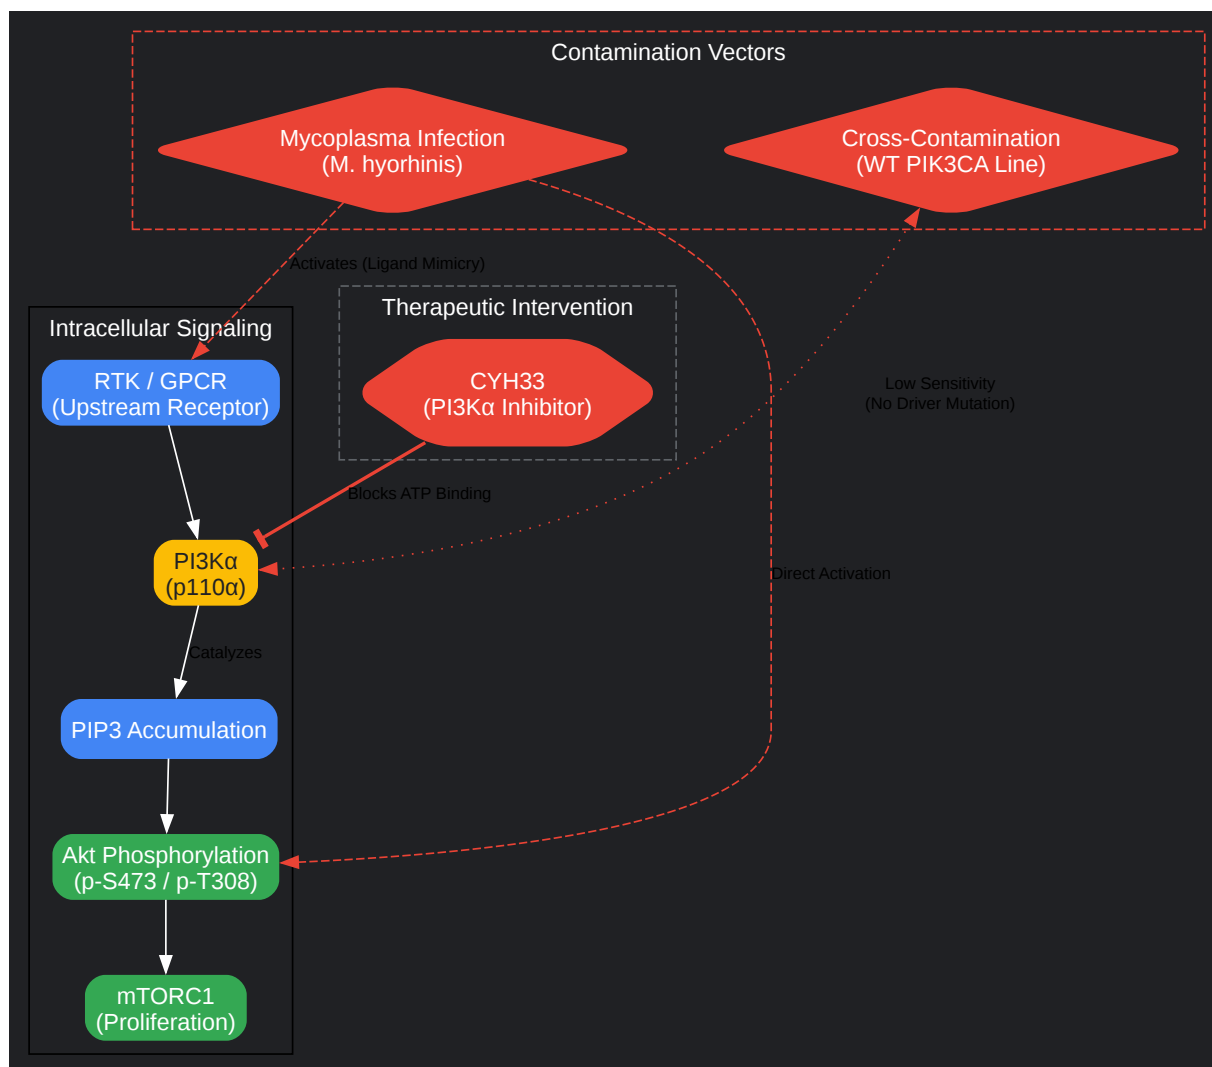 Contamination Vectors
Mycoplasma Infection
(M. hyorhinis)
Cross-Contamination
(WT PIK3CA Line)
Activates (Ligand Mimicry)
Therapeutic Intervention
Intracellular Signaling
RTK / GPCR
(Upstream Receptor)
CYH33
(PI3Kα Inhibitor)
Low Sensitivity
(No Driver Mutation)
Blocks ATP Binding
PI3Kα
(p110α)
Direct Activation
Catalyzes
PIP3 Accumulation
Akt Phosphorylation
(p-S473 / p-T308)
mTORC1
(Proliferation)